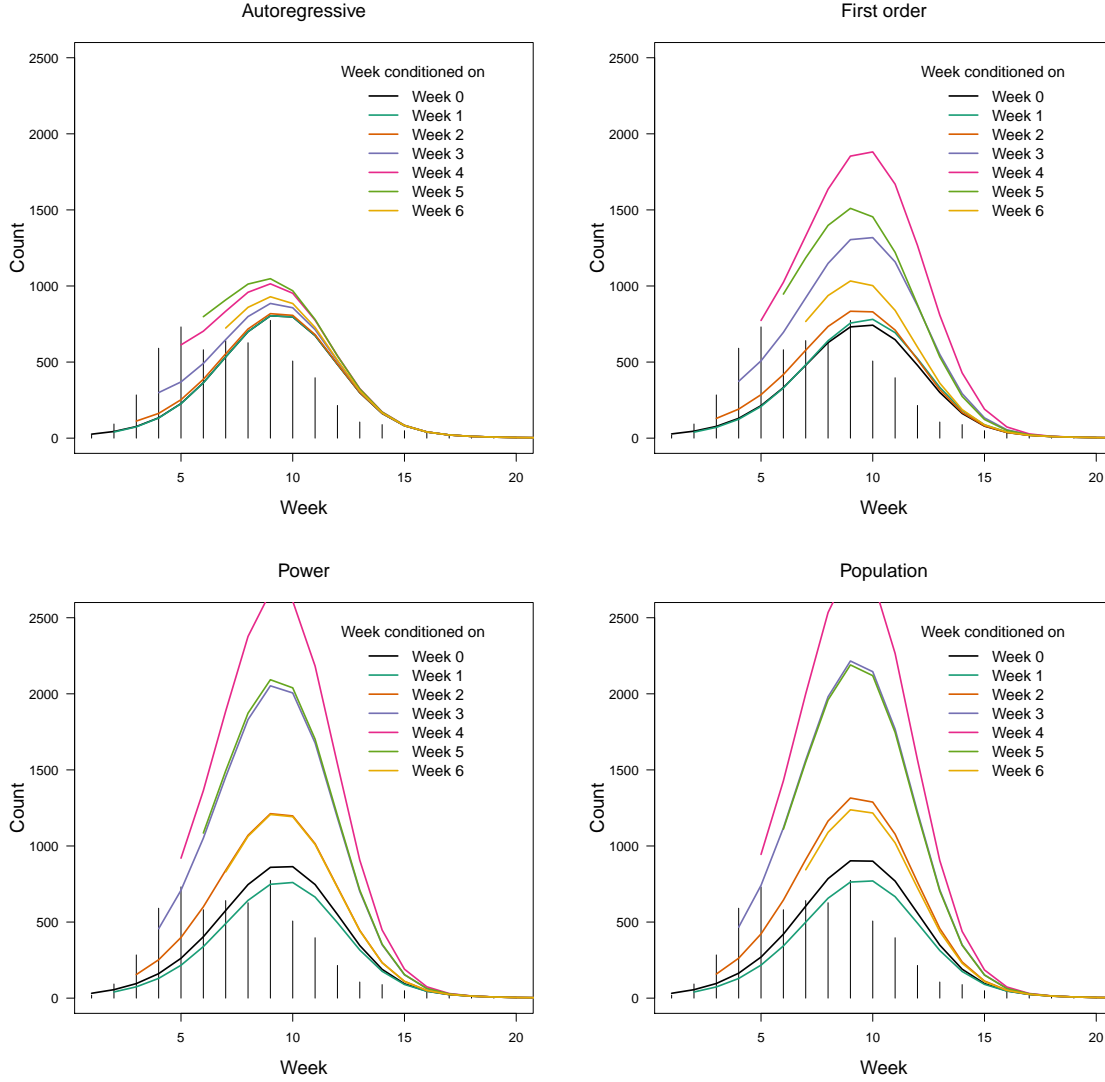 Autoregressive
2500
2000
1500
1000
500
0
Count
5
10
15
20
Week
Week conditioned on
Week 0
Week 1
Week 2
Week 3
Week 4
Week 5
Week 6
First order
2500
2000
1500
1000
500
0
Count
5
10
15
20
Week
Week conditioned on
Week 0
Week 1
Week 2
Week 3
Week 4
Week 5
Week 6
Power
2500
2000
1500
1000
500
0
Count
5
10
15
20
Week
Week conditioned on
Week 0
Week 1
Week 2
Week 3
Week 4
Week 5
Week 6
Population
2500
2000
1500
1000
500
0
Count
5
10
15
20
Week
Week conditioned on
Week 0
Week 1
Week 2
Week 3
Week 4
Week 5
Week 6